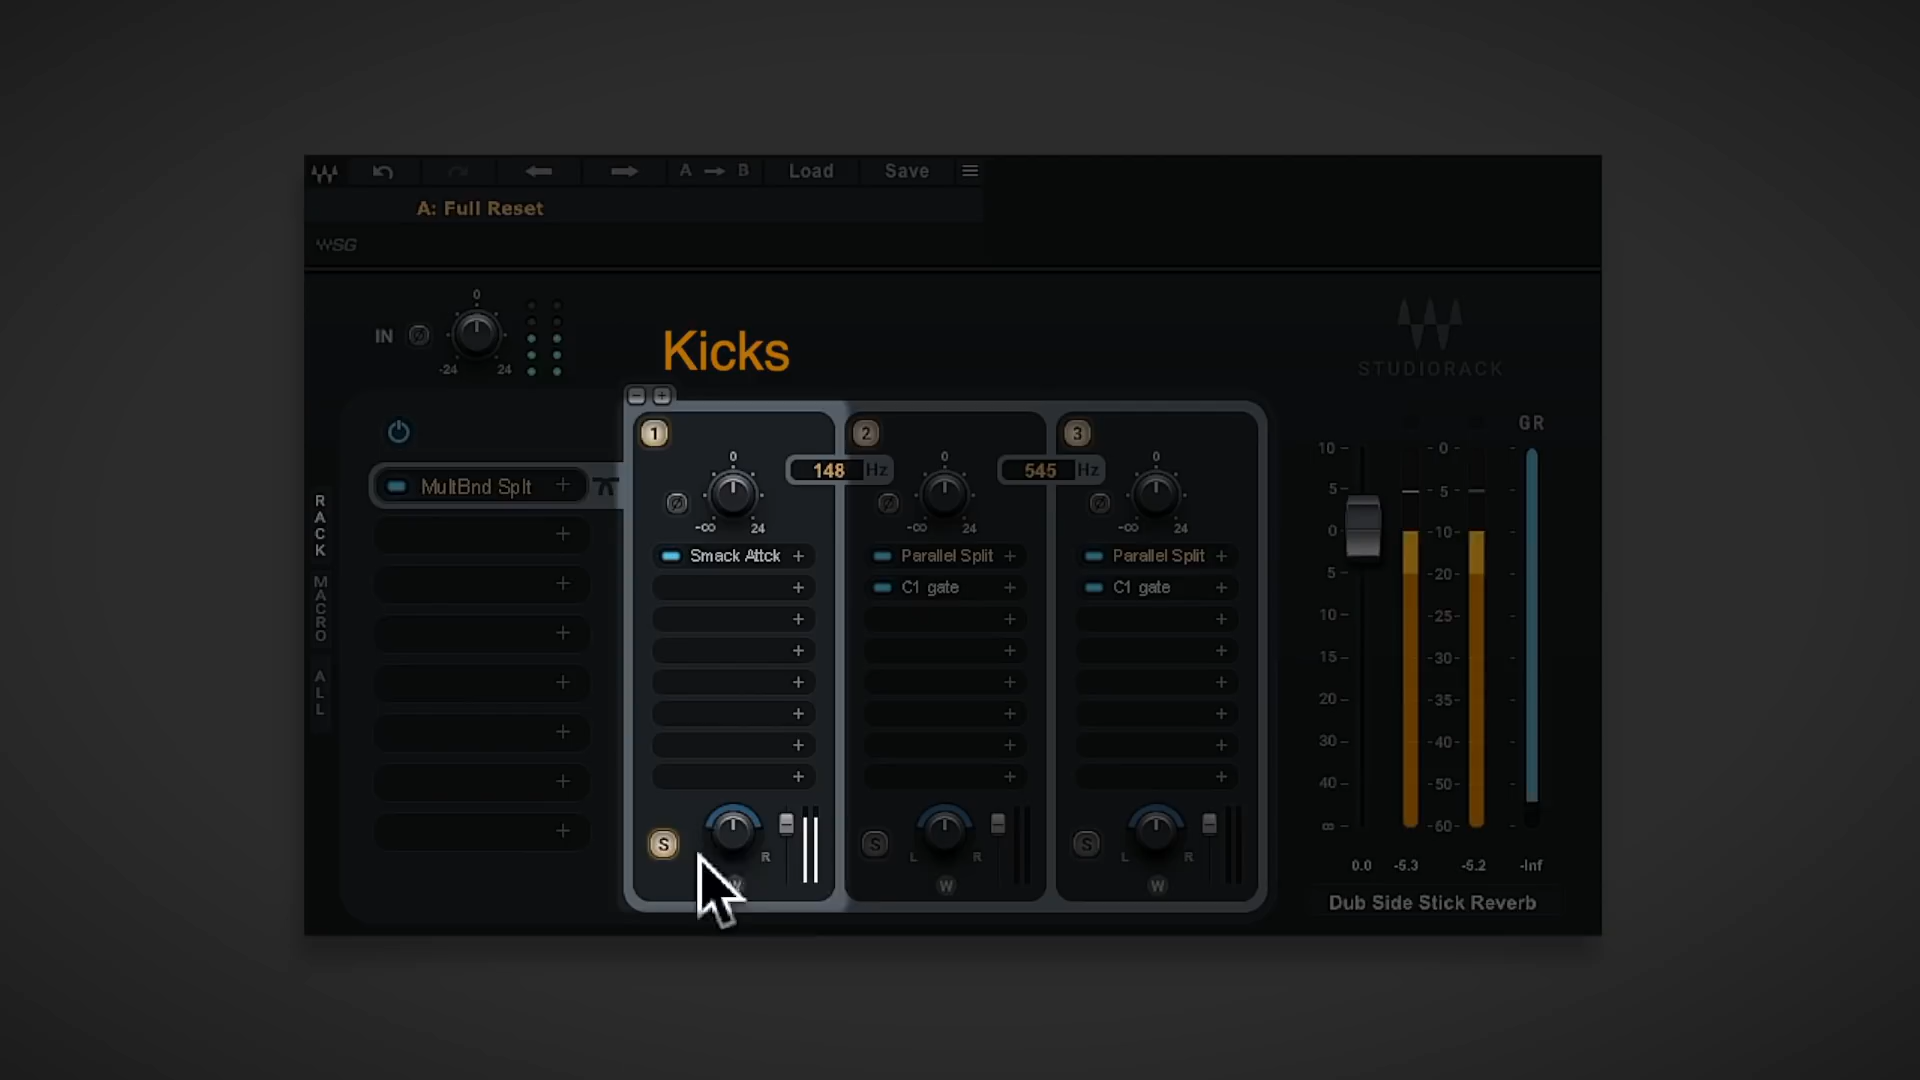 A B Load Save
A: Full Reset
SG
IN 0 -24 24
Kicks
STUDIORACK
RACK
MACRO
ALL
MultBnd Splt +
1 2 3
148 Hz 545 Hz
0 -∞ 24
0 -∞ 24
0 -∞ 24
Smack Attck +
Parallel Split +
C1 gate +
Parallel Split +
C1 gate +
S R W
S L R W
S L R W
GR
10 0
5 5
0 -10-
5 -20-
10 -25-
15 -30-
20 -35-
30 -40-
40 -50-
∞ -60-
0.0 -5.3 -5.2 -Inf
Dub Side Stick Reverb